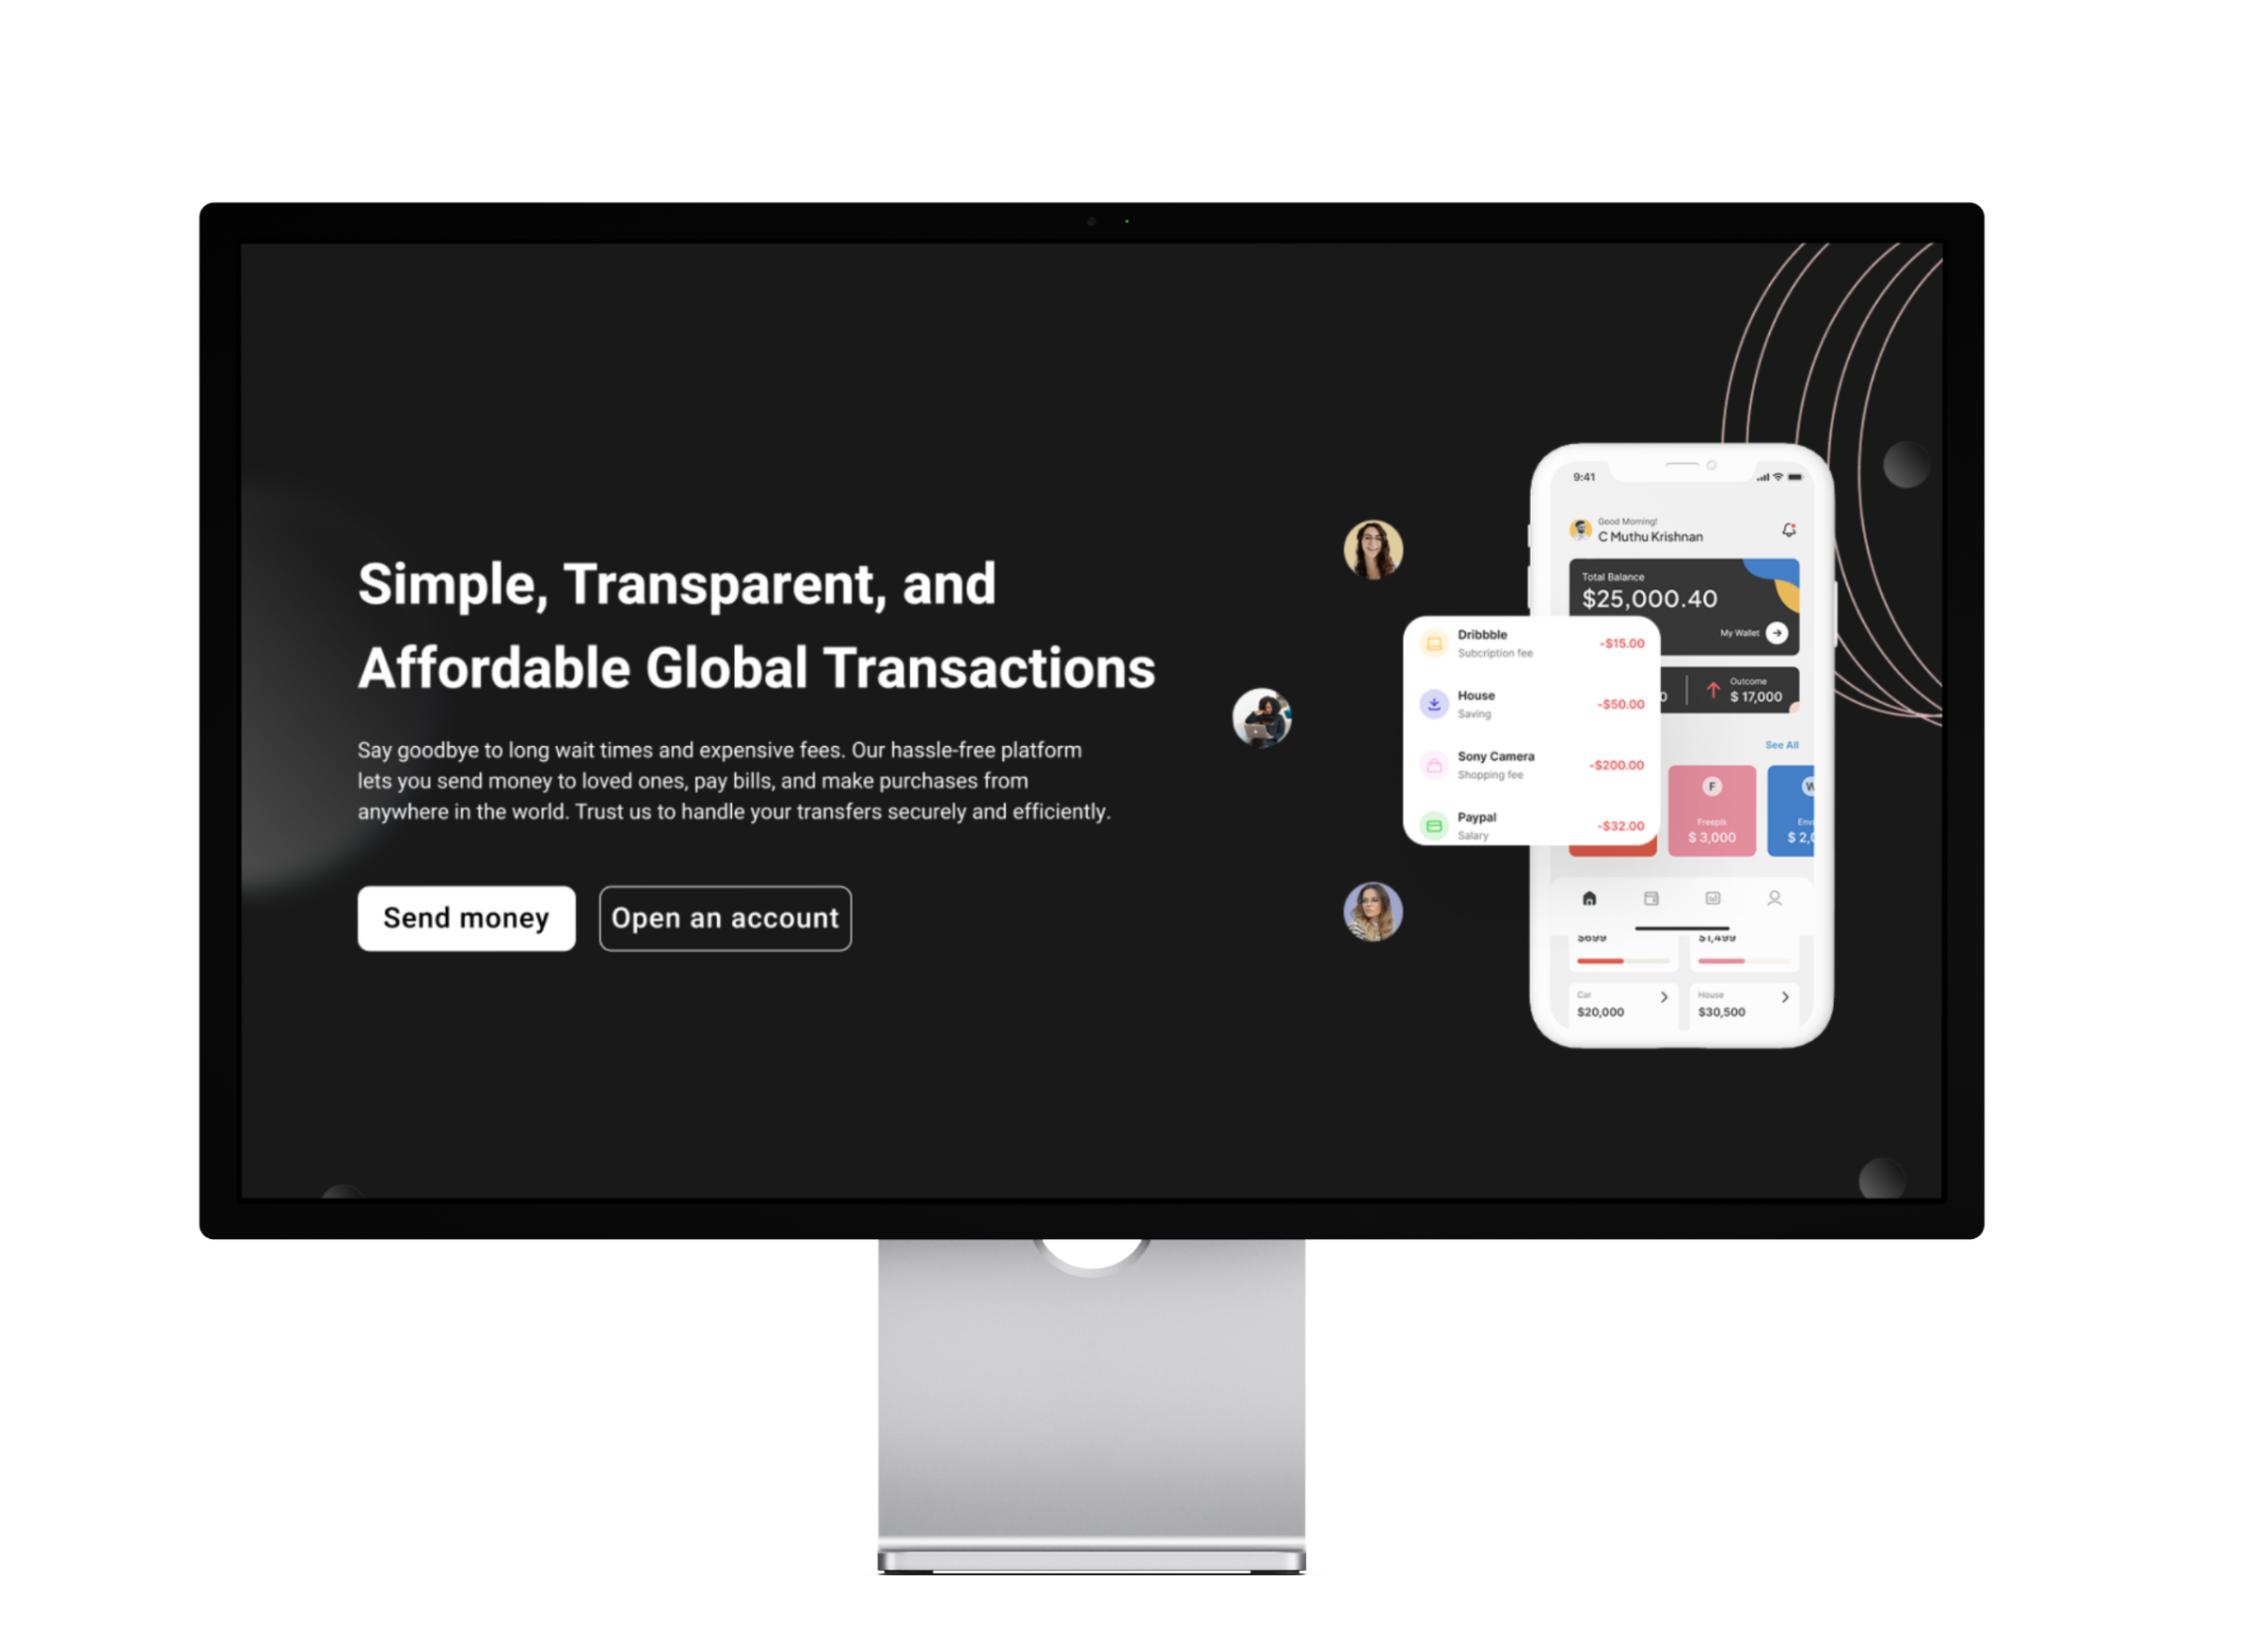 Simple, Transparent, and
Affordable Global Transactions
Say goodbye to long wait times and expensive fees. Our hassle-free platform
lets you send money to loved ones, pay bills, and make purchases from
anywhere in the world. Trust us to handle your transfers securely and efficiently.
Send money
Open an account
9:41
Good Morning!
C Muthu Krishnan
Total Balance
$25,000.40
My Wallet
Dribbble
Subcription fee
-$15.00
House
Saving
-$50.00
Sony Camera
Shopping fee
-$200.00
Paypal
Salary
-$32.00
0
Outcome
$ 17,000
See All
F
Freepik
$ 3,000
W
$699
$1,499
Car
$20,000
House
$30,500